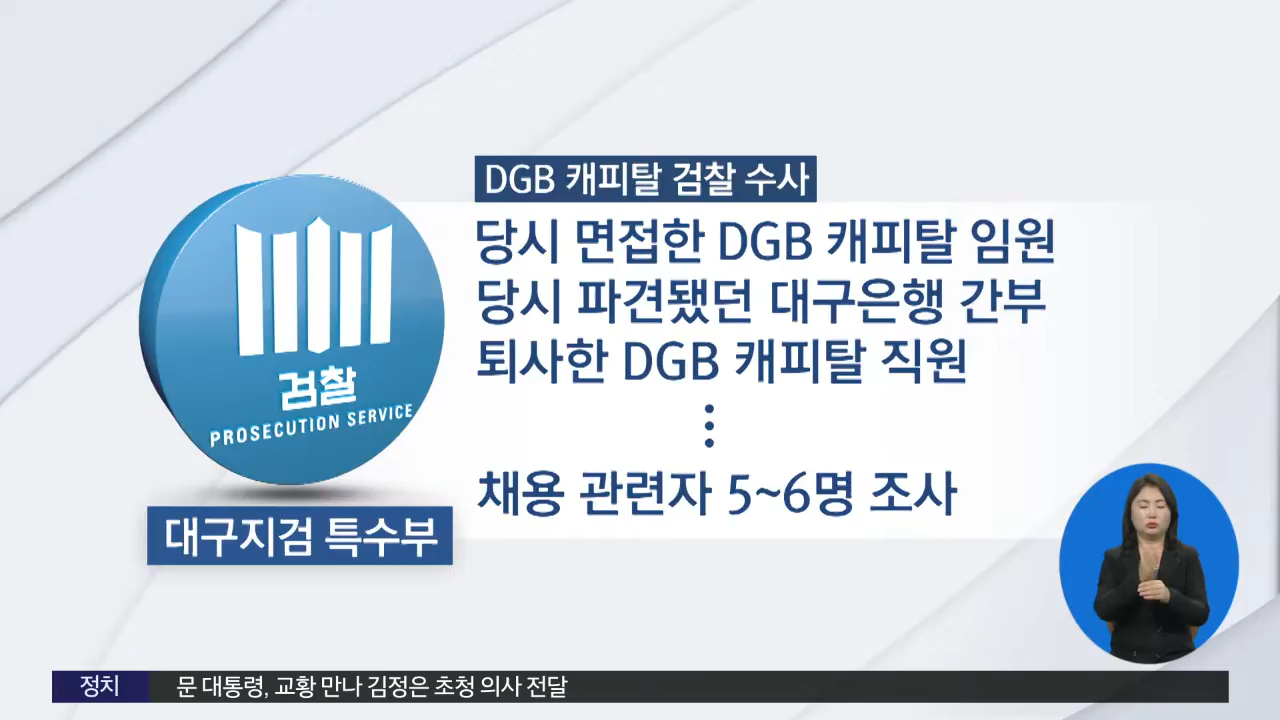 DGB 캐피탈 검찰 수사
당시 면접한 DGB 캐피탈 임원
당시 파견됐던 대구은행 간부
퇴사한 DGB 캐피탈 직원
⋮
채용 관련자 5~6명 조사
검찰
PROSECUTION SERVICE
대구지검 특수부
정치
문 대통령, 교황 만나 김정은 초청 의사 전달